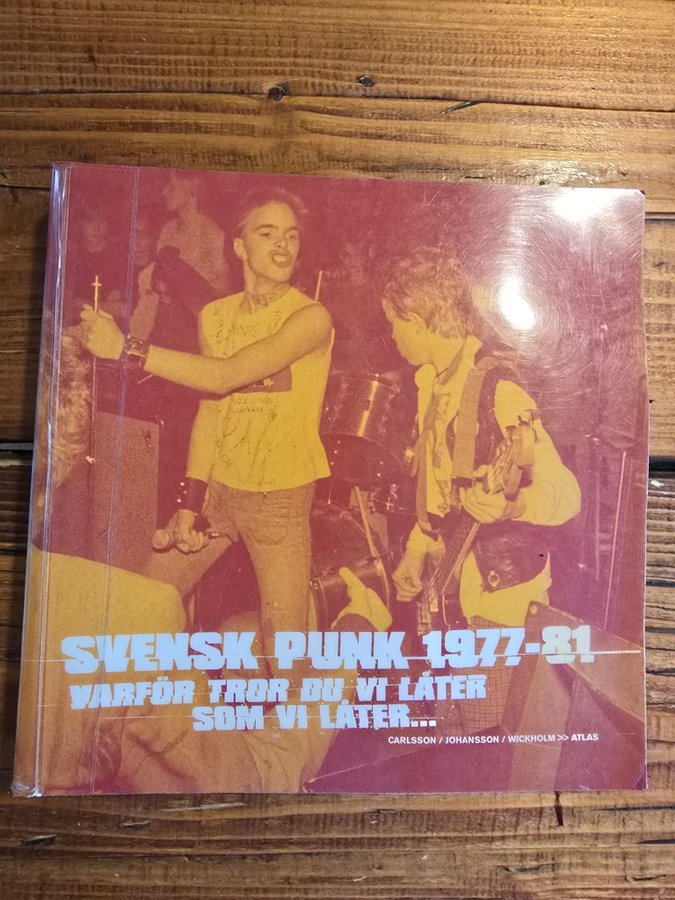 SVENSK PUNK 1977-81
VARFÖR TROR DU VI LÅTER
SOM VI LÅTER...
CARLSSON / JOHANSSON / WICKHOLM >> ATLAS